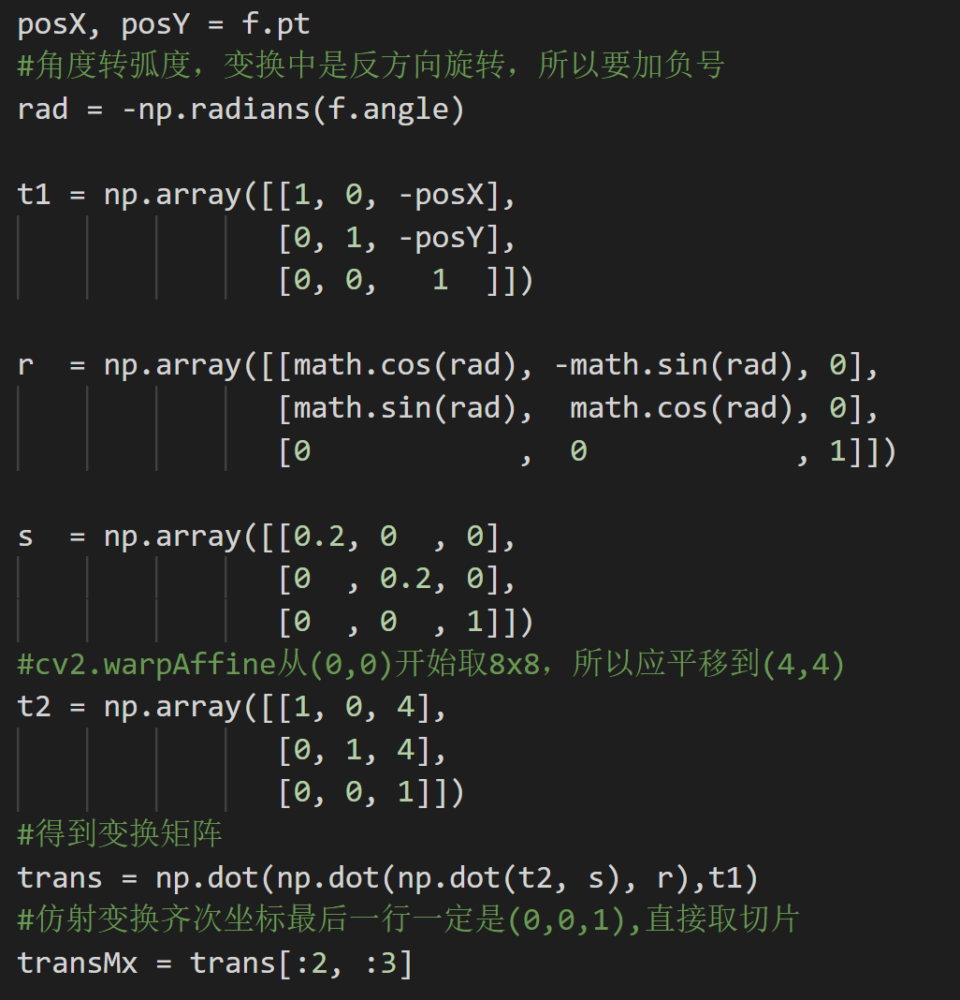 posX, posY = f.pt
#角度转弧度，变换中是反方向旋转，所以要加负号
rad = -np.radians(f.angle)
t1 = np.array([[1, 0, -posX],
[0, 1, -posY],
[0, 0,   1  ]])
r  = np.array([[math.cos(rad), -math.sin(rad), 0],
[math.sin(rad),  math.cos(rad), 0],
[0            ,  0            , 1]])
s  = np.array([[0.2, 0  , 0],
[0  , 0.2, 0],
[0  , 0  , 1]])
#cv2.warpAffine从(0,0)开始取8x8，所以应平移到(4,4)
t2 = np.array([[1, 0, 4],
[0, 1, 4],
[0, 0, 1]])
#得到变换矩阵
trans = np.dot(np.dot(np.dot(t2, s), r),t1)
#仿射变换齐次坐标最后一行一定是(0,0,1),直接取切片
transMx = trans[:2, :3]